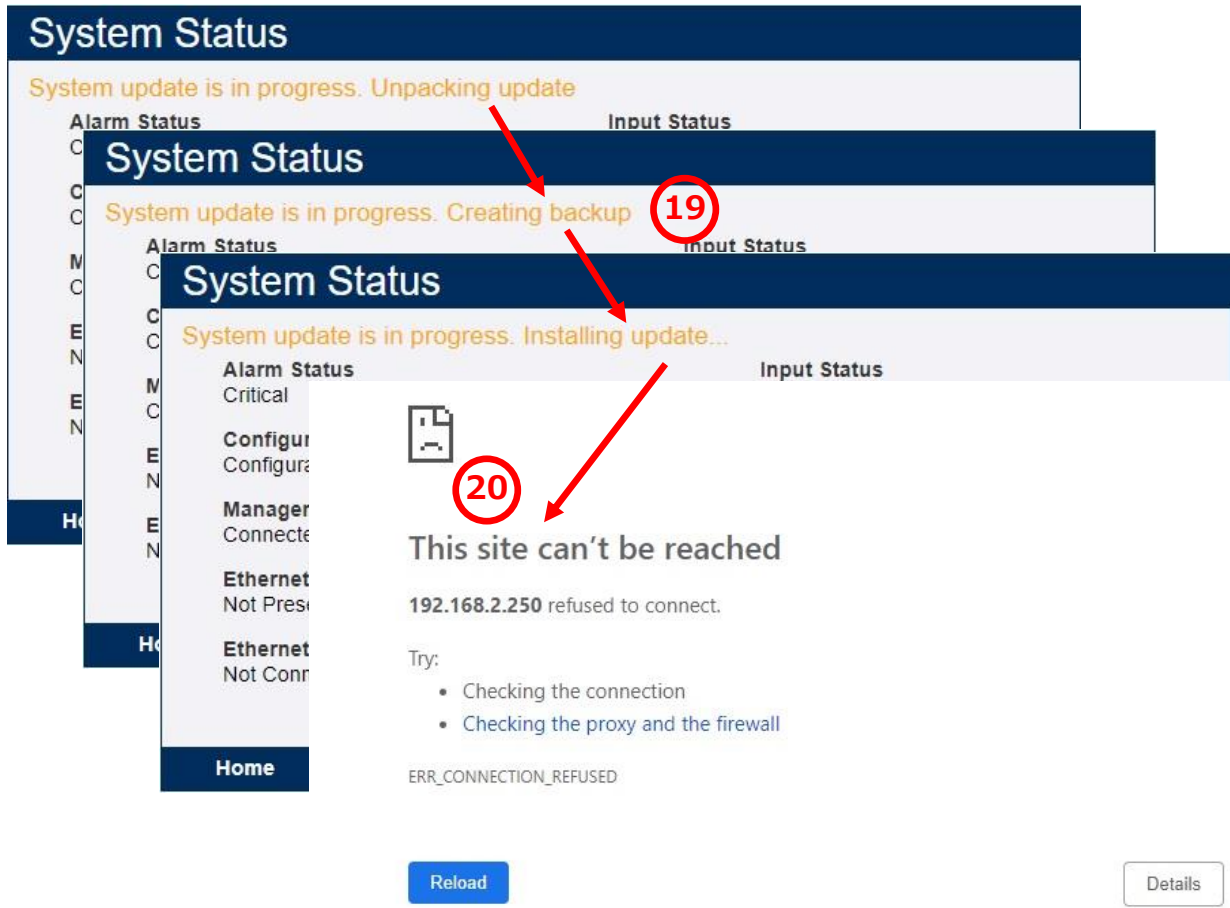 System Status
System update is in progress. Unpacking update
Alarm Status Input Status
C
C
C
M
C
E
N
E
N
Ho
System Status
System update is in progress. Creating backup 19
Alarm Status Input Status
C
C
C
M
C
E
N
E
N
Ho
System Status
System update is in progress. Installing update...
Alarm Status Input Status
Critical
Configur
Configura
Manager
Connecte
Ethernet
Not Prese
Ethernet
Not Conn
Home
20
This site can't be reached
192.168.2.250 refused to connect.
Try:
• Checking the connection
• Checking the proxy and the firewall
ERR_CONNECTION_REFUSED
Reload Details